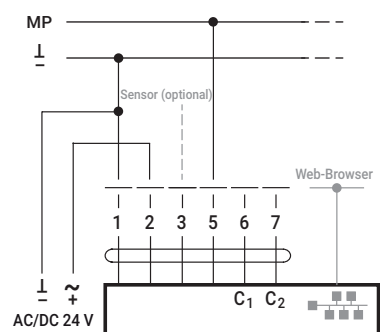 MP
⊥
–
Sensor (optional)
Web-Browser
1 2 3 5 6 7
⊥ ~
– +
C1 C2
AC/DC 24 V